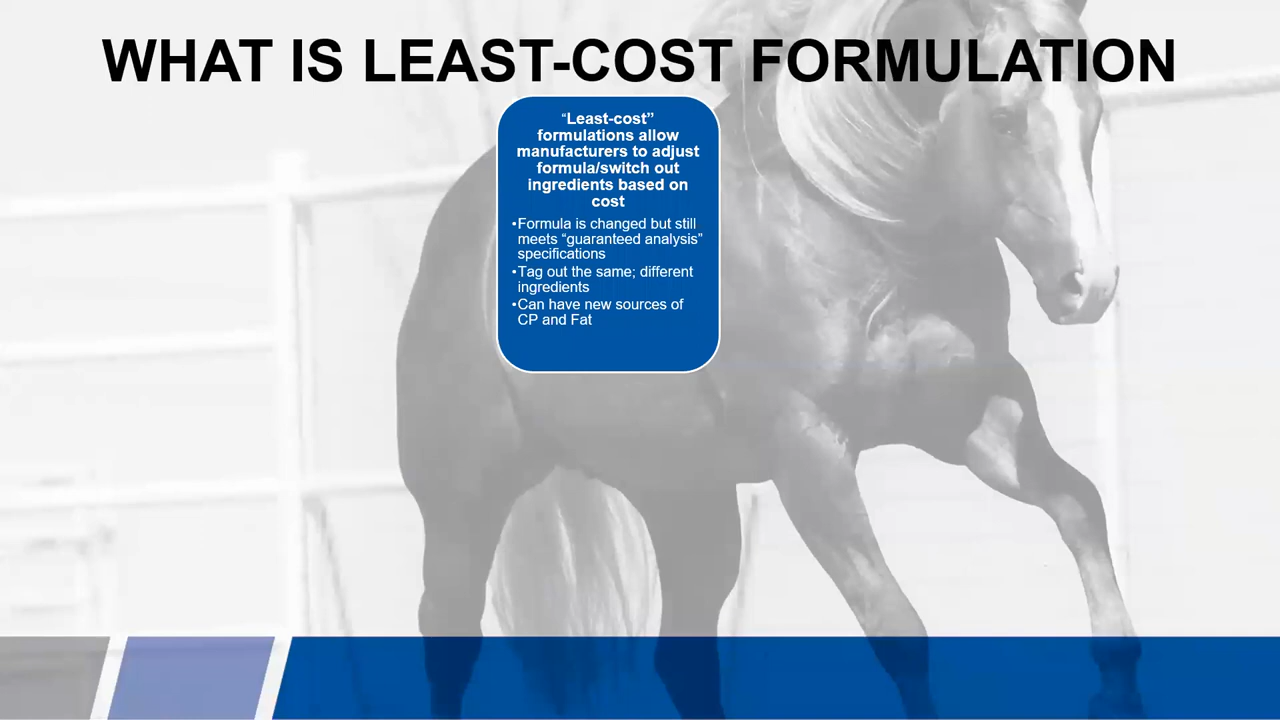 WHAT IS LEAST-COST FORMULATION
“Least-cost”
formulations allow
manufacturers to adjust
formula/switch out
ingredients based on
cost
•Formula is changed but still
meets “guaranteed analysis”
specifications
•Tag out the same; different
ingredients
•Can have new sources of
CP and Fat